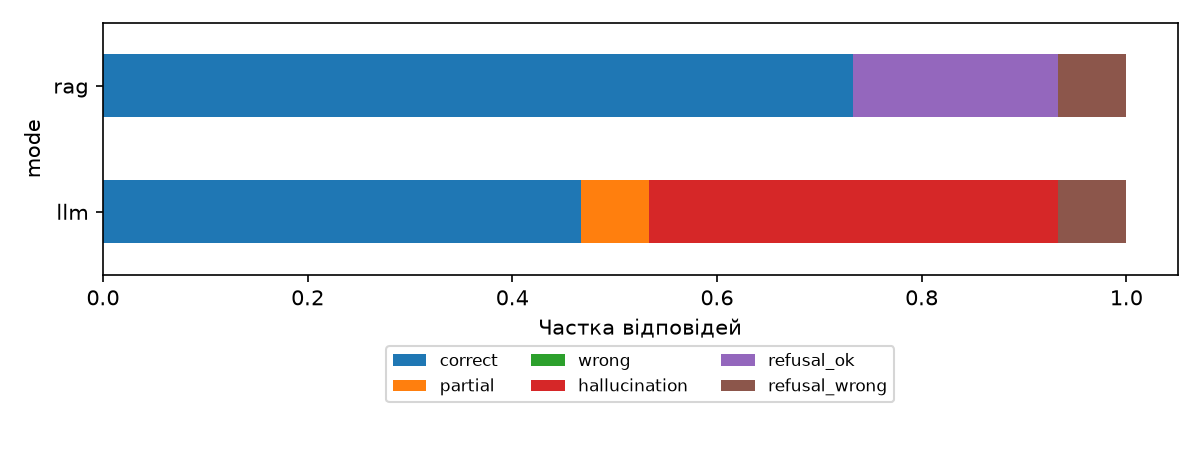 rag
mode
llm
0.0 0.2 0.4 0.6 0.8 1.0
Частка відповідей
correct wrong refusal_ok
partial hallucination refusal_wrong